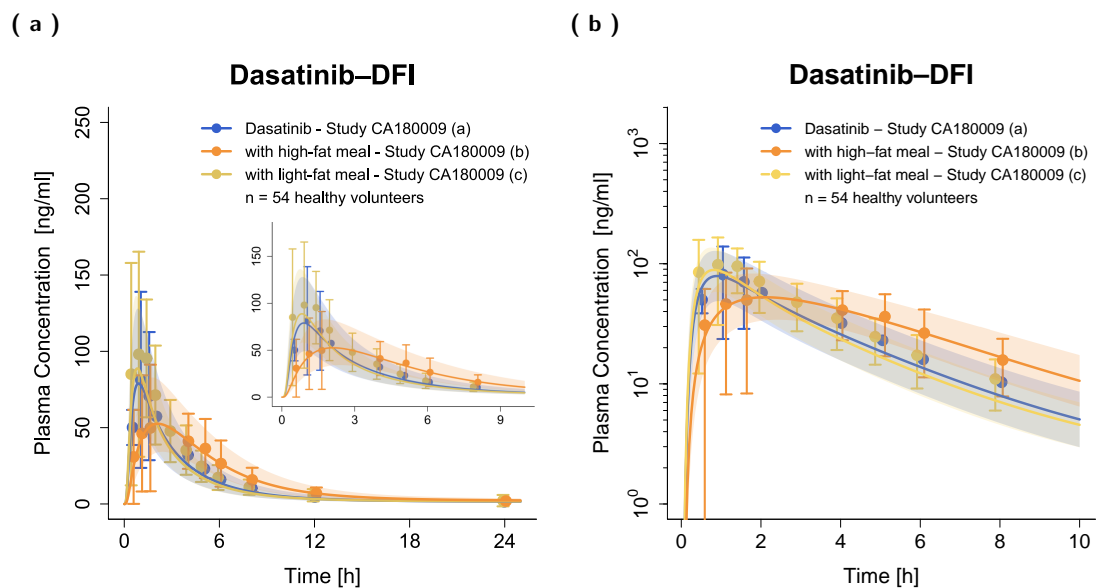 ( a )
Dasatinib–DFI
Dasatinib - Study CA180009 (a)
with high-fat meal - Study CA180009 (b)
with light-fat meal - Study CA180009 (c)
n = 54 healthy volunteers
Plasma Concentration [ng/ml]
0
50
100
150
200
250
0
50
100
150
0
3
6
9
0
6
12
18
24
Time [h]
( b )
Dasatinib–DFI
Dasatinib – Study CA180009 (a)
with high–fat meal – Study CA180009 (b)
with light–fat meal – Study CA180009 (c)
n = 54 healthy volunteers
Plasma Concentration [ng/ml]
10⁰
10¹
10²
10³
0
2
4
6
8
10
Time [h]